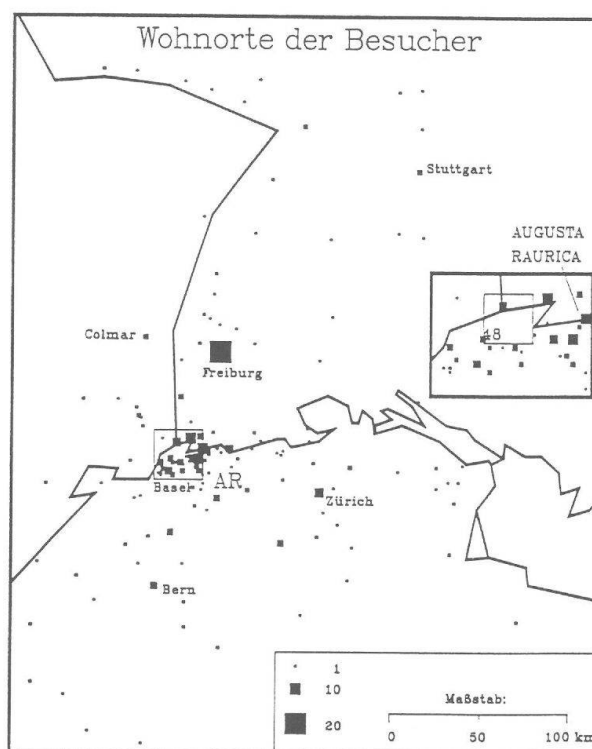 Wohnorte der Besucher
Stuttgart
AUGUSTA
RAURICA
48
Colmar
Freiburg
Basel
AR
Zürich
Bern
1
10
20
Maßstab:
0 50 100 km